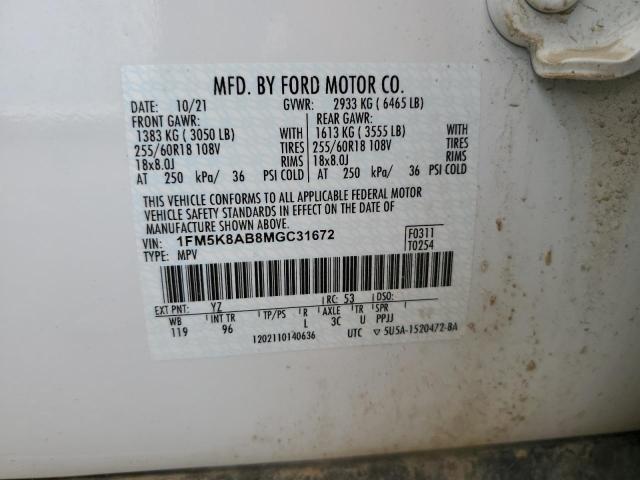 MFD. BY FORD MOTOR CO.
DATE: 10/21 GVWR: 2933 KG ( 6465 LB)
FRONT GAWR: REAR GAWR:
1383 KG ( 3050 LB) WITH 1613 KG ( 3555 LB) WITH
255/60R18 108V TIRES 255/60R18 108V TIRES
18x8.0J RIMS 18x8.0J RIMS
AT 250 kPa/ 36 PSI COLD AT 250 kPa/ 36 PSI COLD
THIS VEHICLE CONFORMS TO ALL APPLICABLE FEDERAL MOTOR
VEHICLE SAFETY STANDARDS IN EFFECT ON THE DATE OF
MANUFACTURE SHOWN ABOVE.
VIN: 1FM5K8AB8MGC31672 F0311
TYPE: MPV T0254
EXT PNT: YZ RC: 53 DSO:
WB INT TR TP/PS R AXLE TR SPR
119 96 L 3C U PPJJ
1202110140636 UTC ▽ 5U5A-1520472-BA